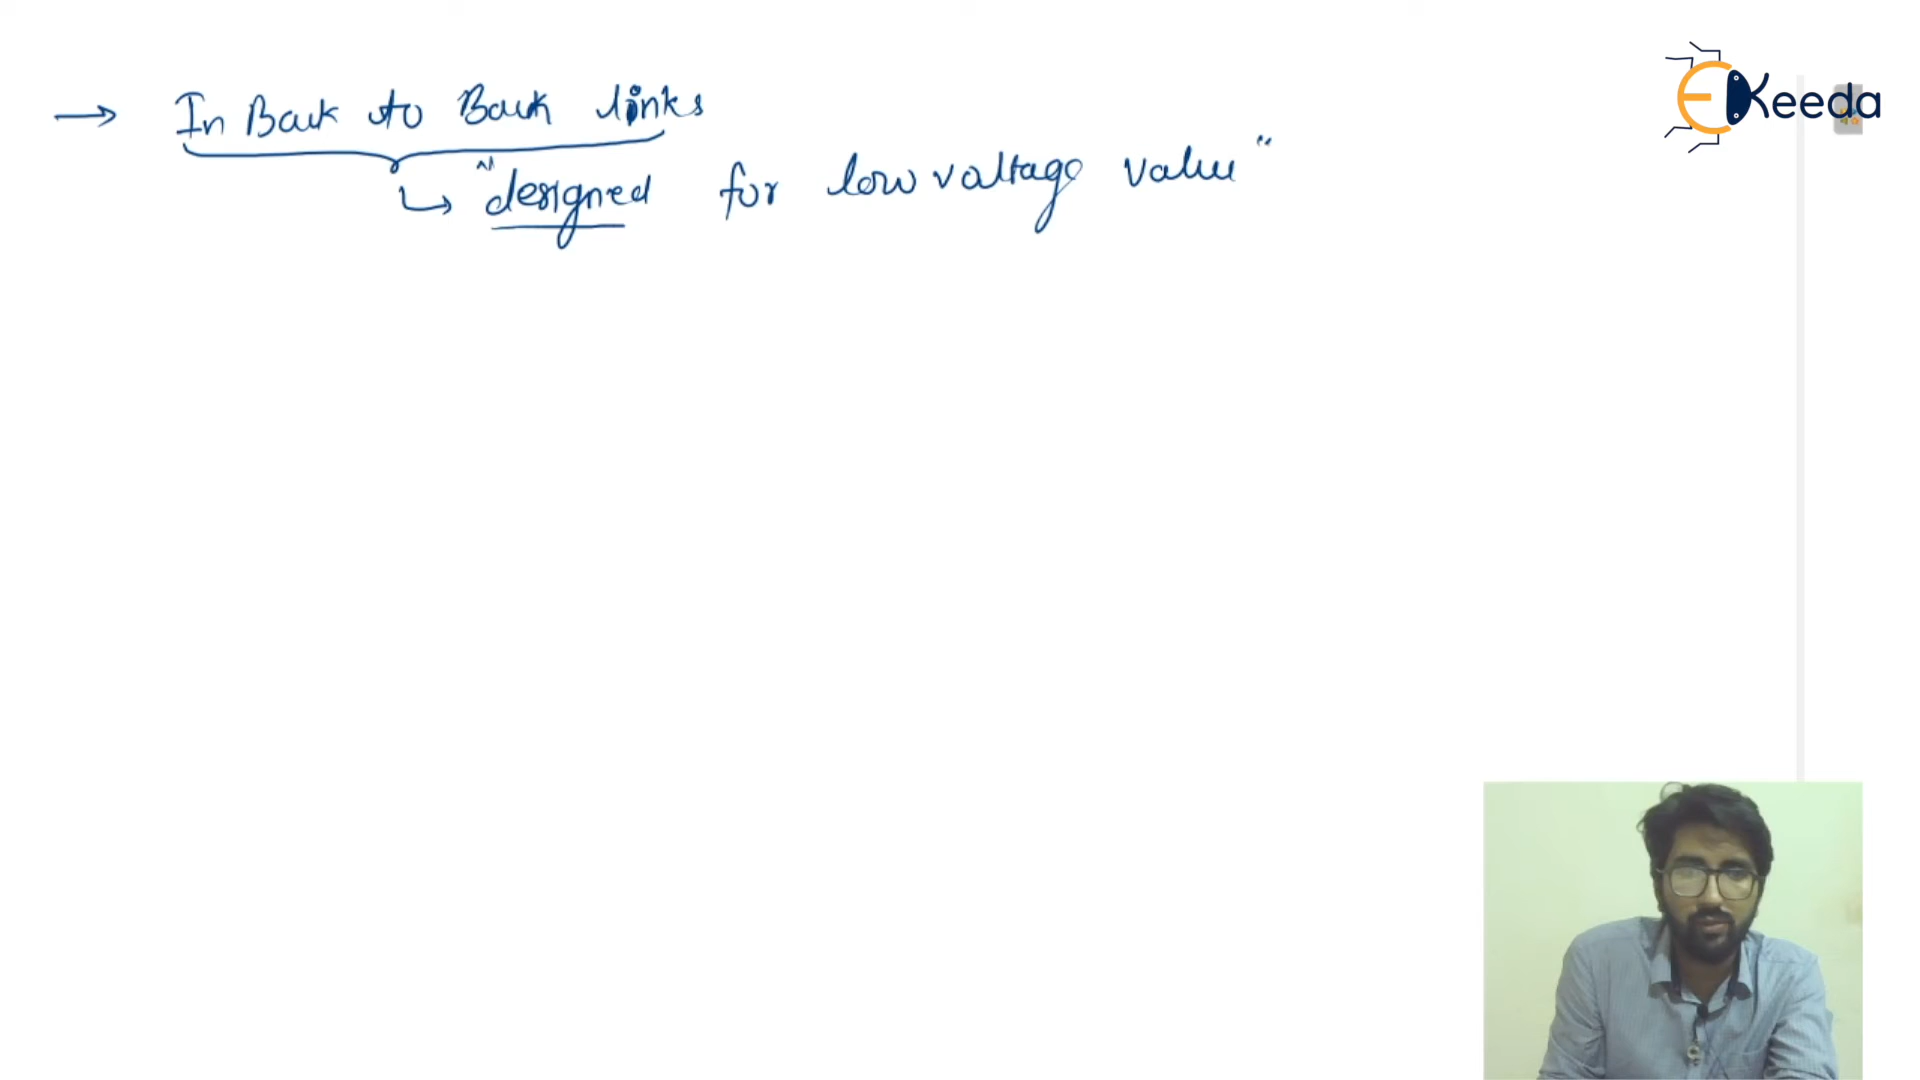 EKeeda
→ In Back to Back links
↳ "designed for low voltage value"